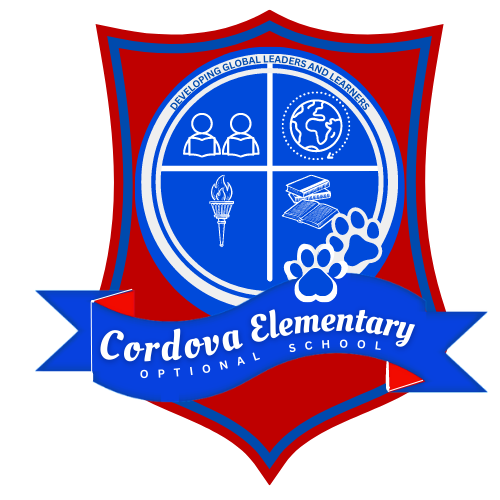 DEVELOPING GLOBAL LEADERS AND LEARNERS
Cordova Elementary
OPTIONAL SCHOOL